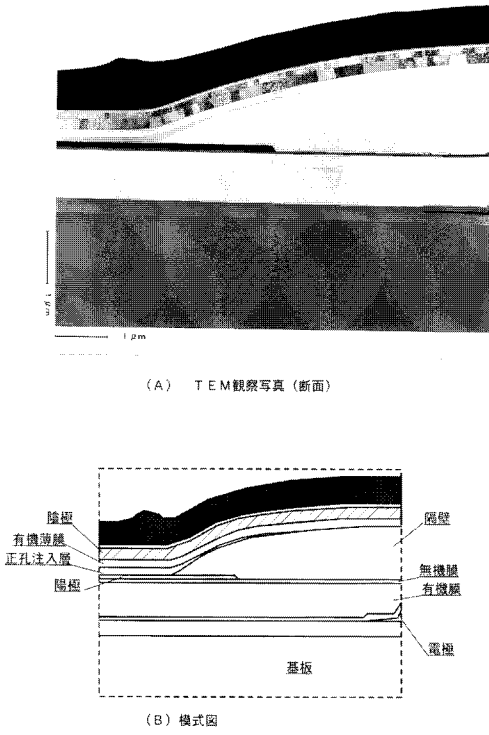 1μm
1μm
(A) TEM観察写真(断面)
陰極
有機薄膜
正孔注入層
陽極
隔壁
無機膜
有機膜
電極
基板
(B) 模式図